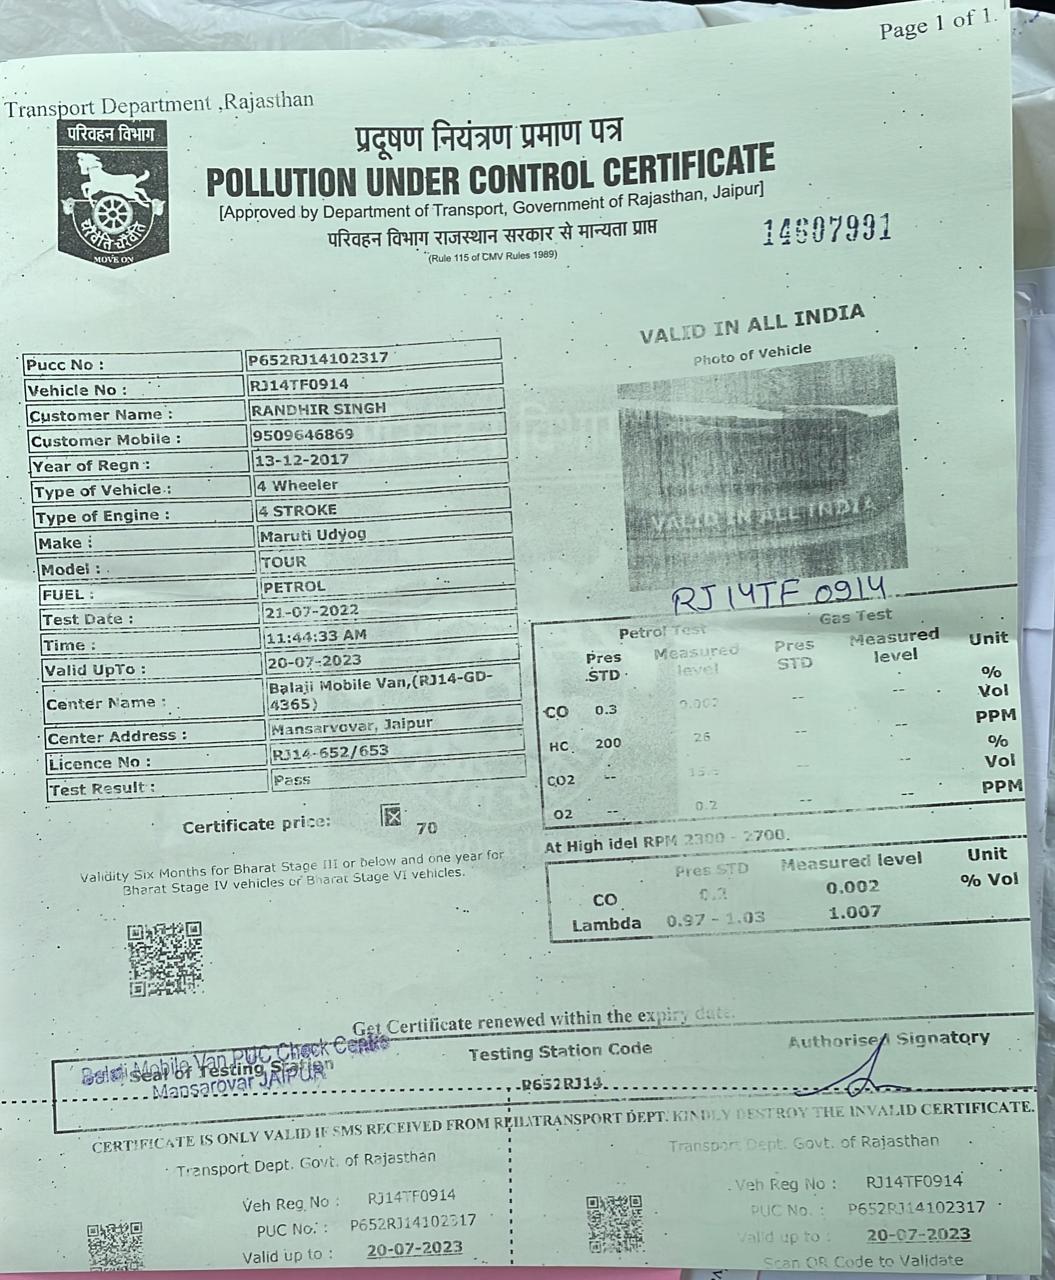 Page 1 of 1.
Transport Department ,Rajasthan
परिवहन विभाग
MOVE ON
प्रदूषण नियंत्रण प्रमाण पत्र
POLLUTION UNDER CONTROL CERTIFICATE
[Approved by Department of Transport, Government of Rajasthan, Jaipur]
परिवहन विभाग राजस्थान सरकार से मान्यता प्राप्त
(Rule 115 of CMV Rules 1989)
14607991
VALID IN ALL INDIA
Photo of Vehicle
VALID IN ALL INDIA
RJ14TF 0914
Pucc No : P652RJ14102317
Vehicle No : RJ14TF0914
Customer Name : RANDHIR SINGH
Customer Mobile : 9509646869
Year of Regn : 13-12-2017
Type of Vehicle : 4 Wheeler
Type of Engine : 4 STROKE
Make : Maruti Udyog
Model : TOUR
FUEL : PETROL
Test Date : 21-07-2022
Time : 11:44:33 AM
Valid UpTo : 20-07-2023
Center Name : Balaji Mobile Van,(RJ14-GD-
4365)
Center Address : Mansarvovar, Jaipur
Licence No : RJ14-652/653
Test Result : Pass
Certificate price: 70
Validity Six Months for Bharat Stage III or below and one year for
Bharat Stage IV vehicles or Bharat Stage VI vehicles.
Petrol Test Gas Test
Pres STD Measured level Pres STD Measured level Unit
CO 0.3 0.002 -- -- % Vol
HC 200 26 -- -- PPM
CO2 -- -- -- % Vol
O2 -- 0.2 -- -- PPM
At High idel RPM 2300 - 2700.
Pres STD Measured level Unit
CO 0.002 % Vol
Lambda 0.97 - 1.03 1.007
Get Certificate renewed within the expiry date.
Balaji Mobile Van PUC Check Centre
Seal of Testing Station
Mansarovar JAIPUR
Testing Station Code
P652RJ14
Authorised Signatory
CERTIFICATE IS ONLY VALID IF SMS RECEIVED FROM TRANSPORT DEPT. KINDLY DESTROY THE INVALID CERTIFICATE.
Transport Dept. Govt. of Rajasthan
Veh Reg No : RJ14TF0914
PUC No. : P652RJ14102317
Valid up to : 20-07-2023
Transport Dept. Govt. of Rajasthan
Veh Reg No : RJ14TF0914
PUC No. : P652RJ14102317
Valid up to : 20-07-2023
Scan QR Code to Validate